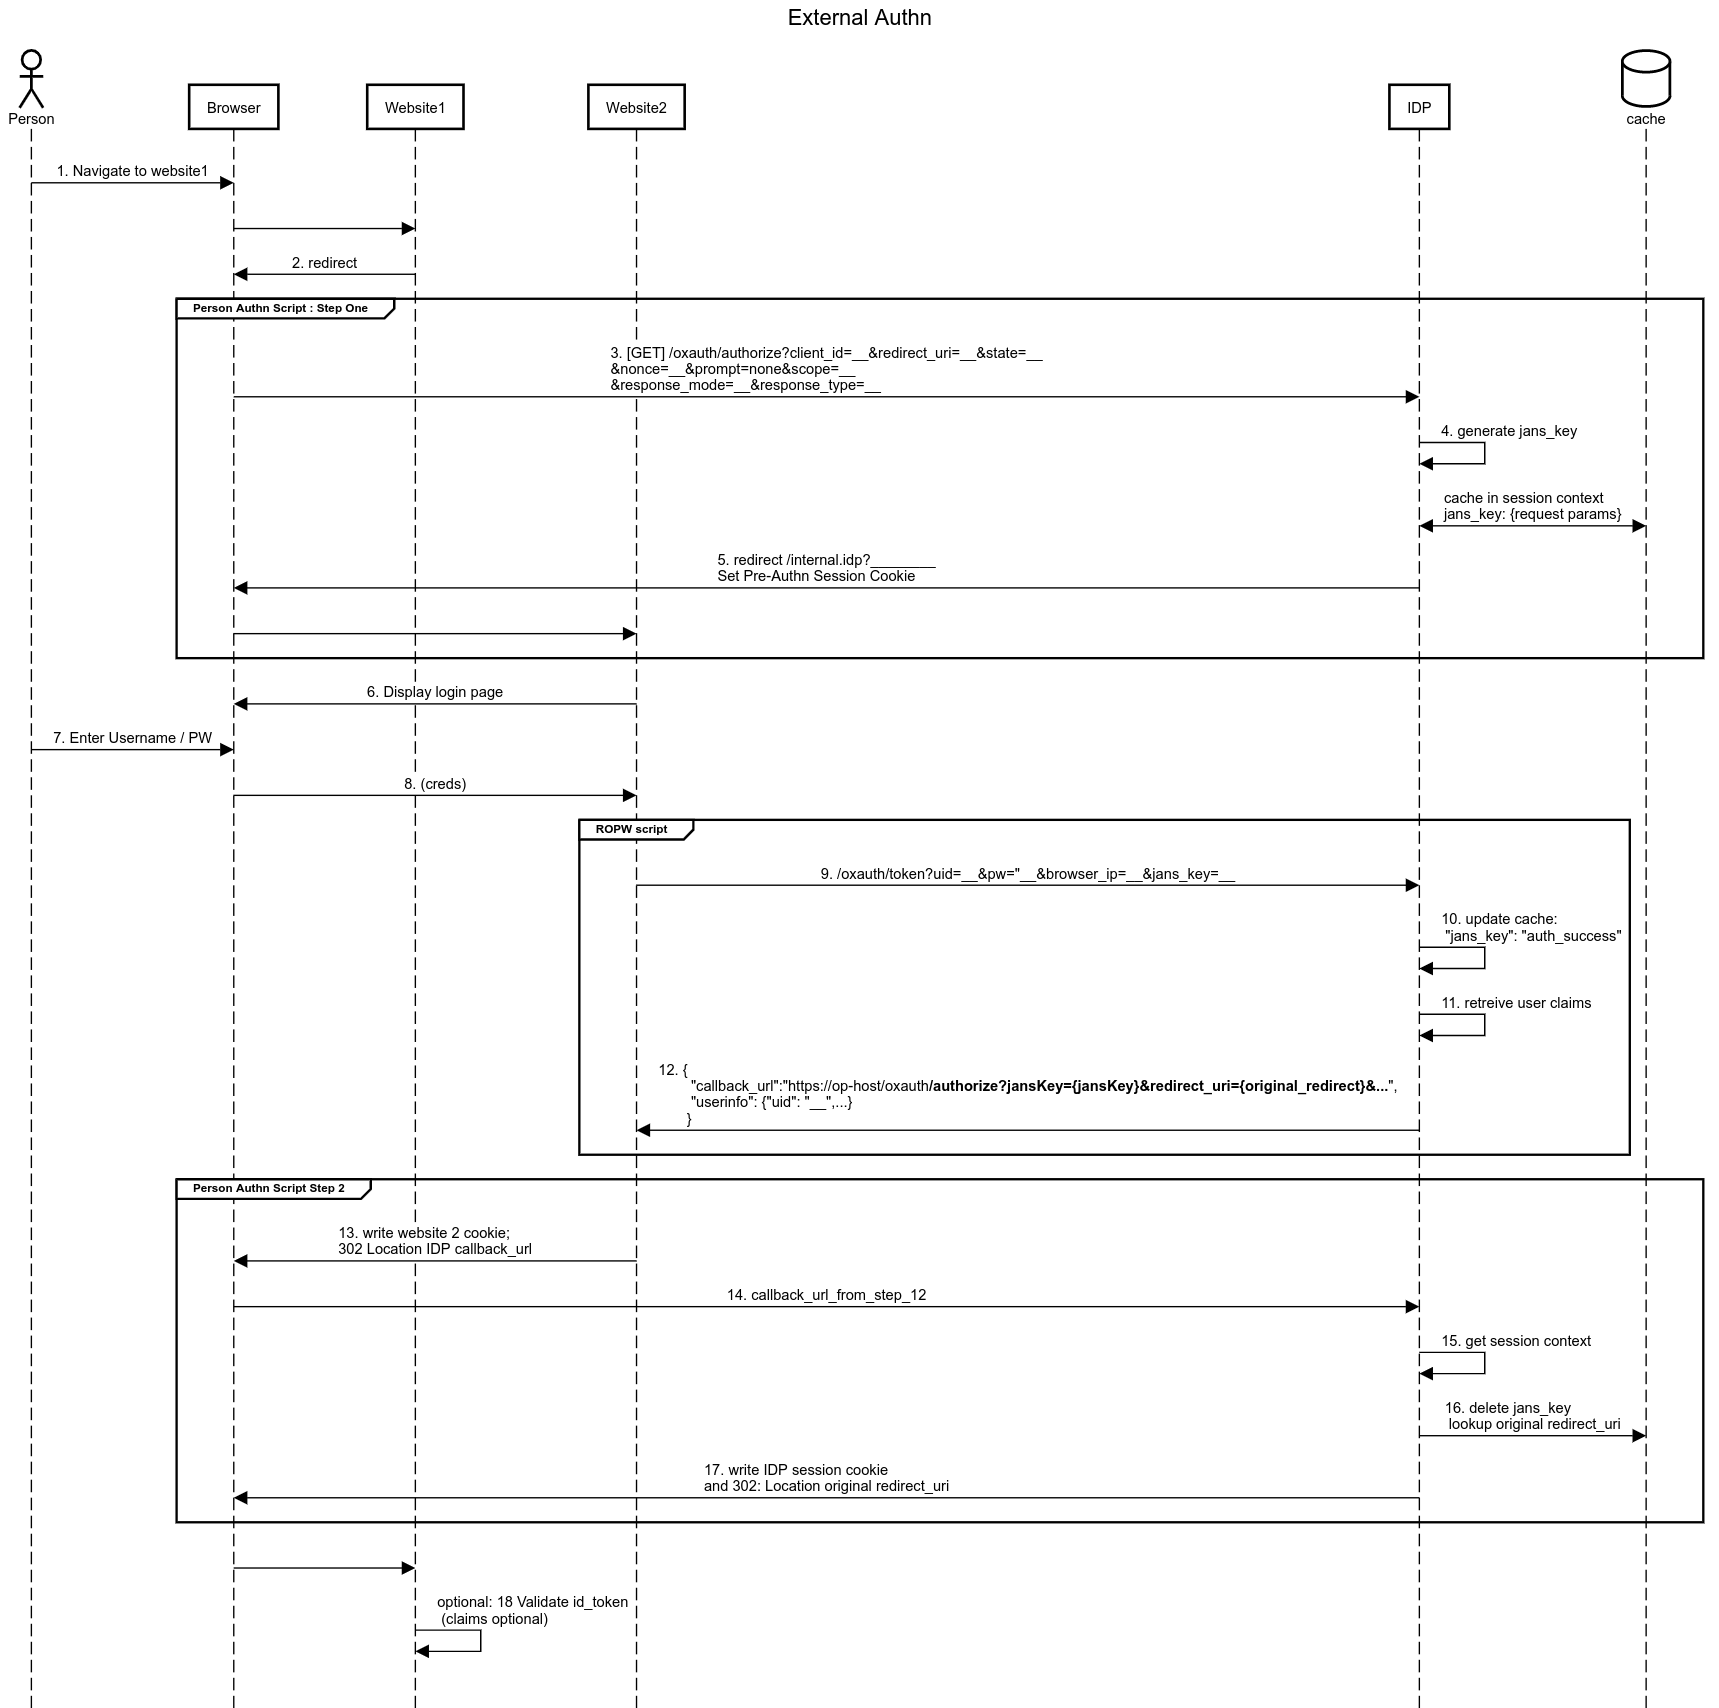 External Authn
Person
Browser
Website1
Website2
IDP
cache
1. Navigate to website1
2. redirect
Person Authn Script : Step One
3. [GET] /oxauth/authorize?client_id=__&redirect_uri=__&state=__
&nonce=__&prompt=none&scope=__
&response_mode=__&response_type=__
4. generate jans_key
cache in session context
jans_key: {request params}
5. redirect /internal.idp?________
Set Pre-Authn Session Cookie
6. Display login page
7. Enter Username / PW
8. (creds)
ROPW script
9. /oxauth/token?uid=__&pw="__&browser_ip=__&jans_key=__
10. update cache:
"jans_key": "auth_success"
11. retreive user claims
12. {
"callback_url":"https://op-host/oxauth/authorize?jansKey={jansKey}&redirect_uri={original_redirect}&...",
"userinfo": {"uid": "__",...}
}
Person Authn Script Step 2
13. write website 2 cookie;
302 Location IDP callback_url
14. callback_url_from_step_12
15. get session context
16. delete jans_key
lookup original redirect_uri
17. write IDP session cookie
and 302: Location original redirect_uri
optional: 18 Validate id_token
(claims optional)